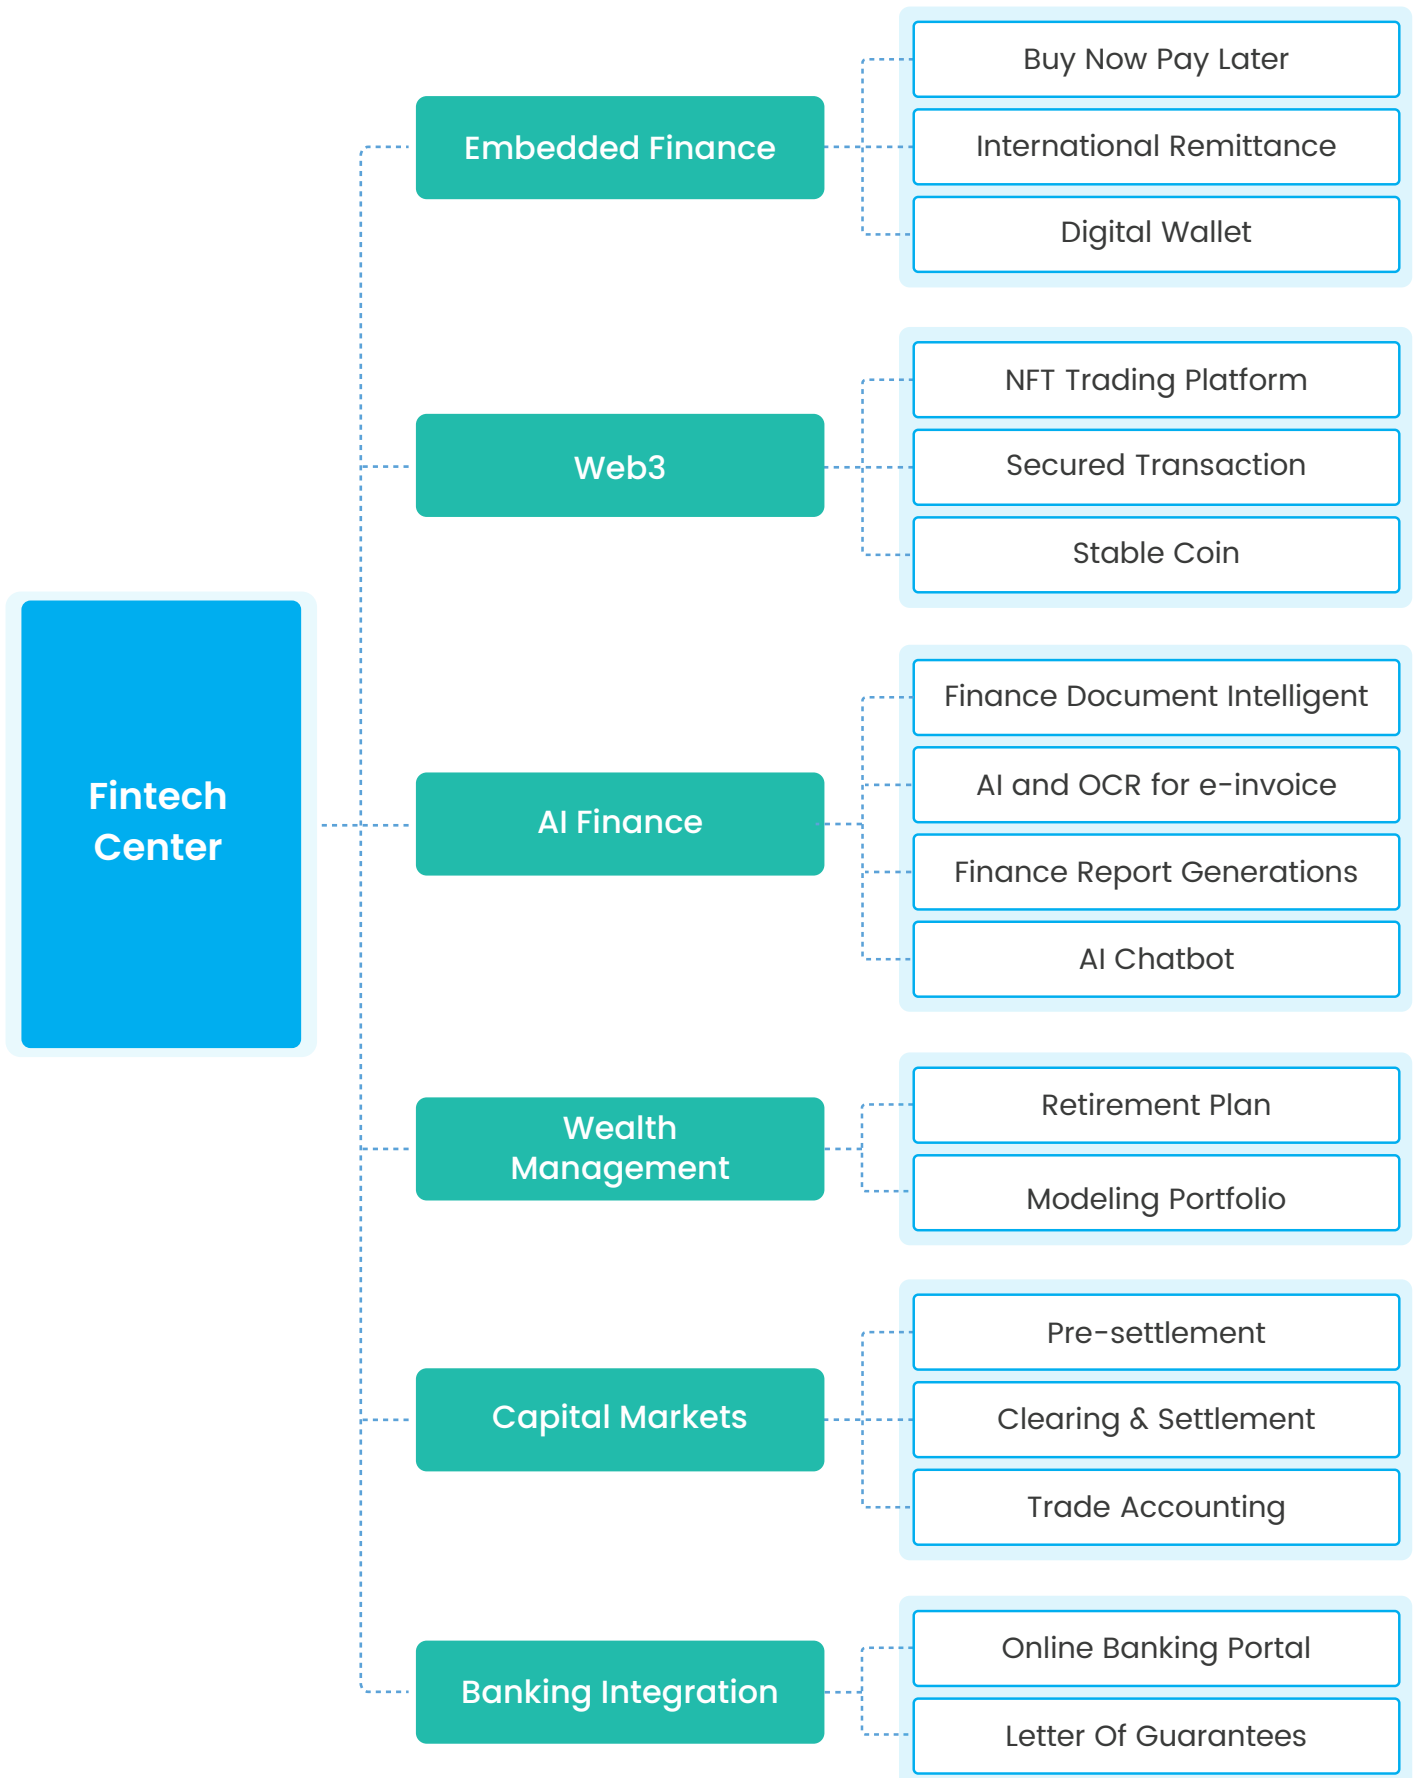 Fintech
Center
Embedded Finance
Buy Now Pay Later
International Remittance
Digital Wallet
Web3
NFT Trading Platform
Secured Transaction
Stable Coin
AI Finance
Finance Document Intelligent
AI and OCR for e-invoice
Finance Report Generations
AI Chatbot
Wealth
Management
Retirement Plan
Modeling Portfolio
Capital Markets
Pre-settlement
Clearing & Settlement
Trade Accounting
Banking Integration
Online Banking Portal
Letter Of Guarantees